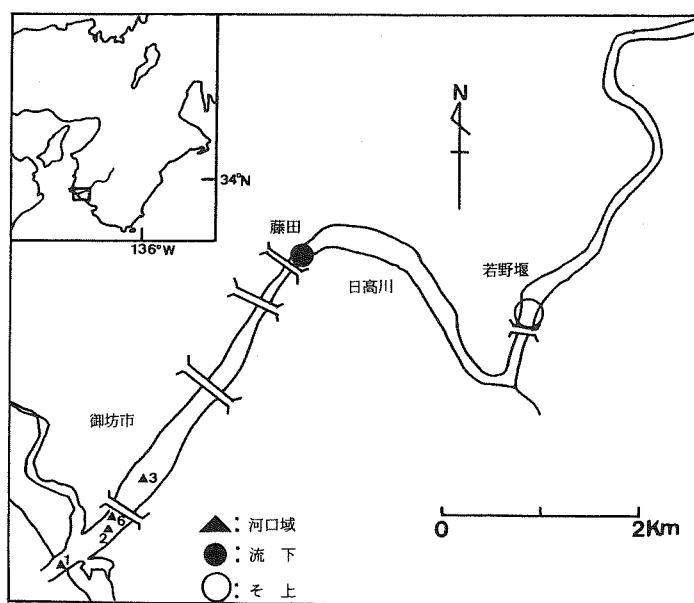 34°N
136°W
N
藤田
日高川
若野堰
御坊市
3
6
2
1
▲: 河口域
●: 流下
○: そ上
0 2Km